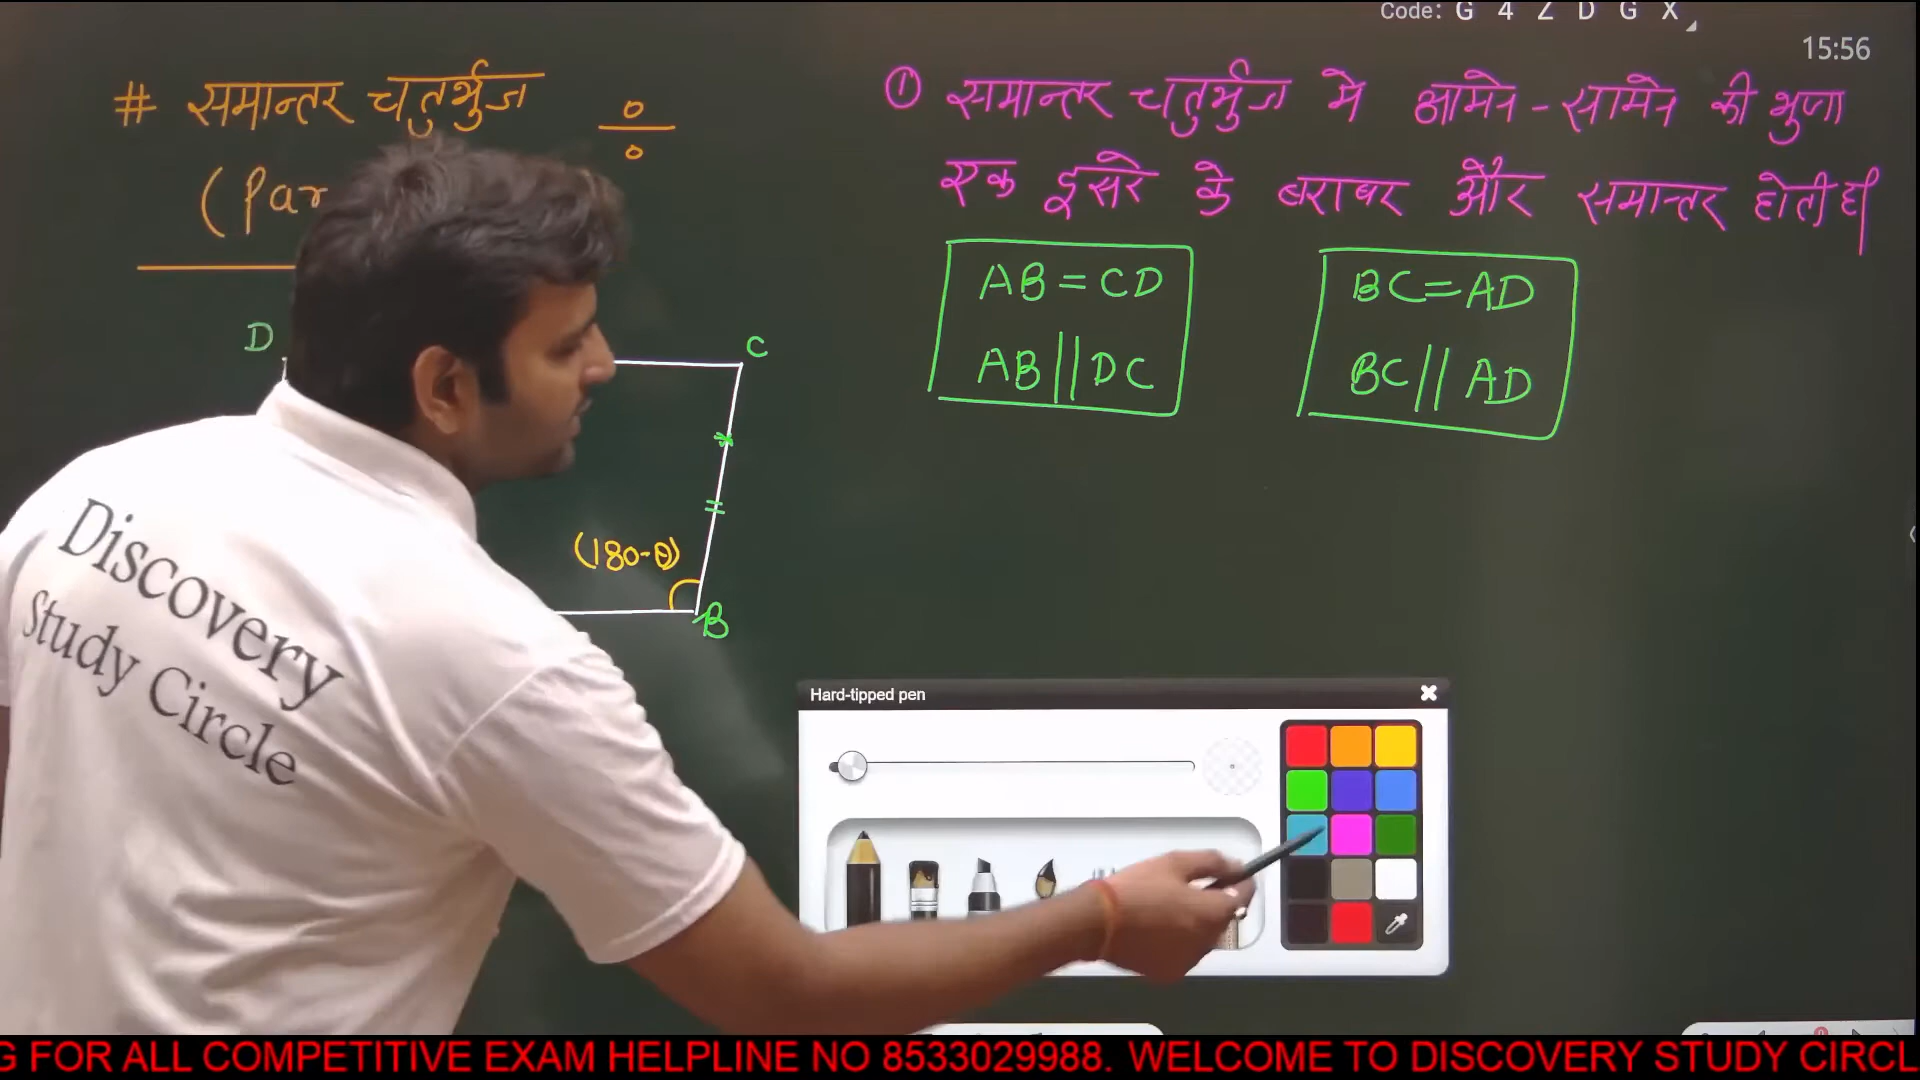 Code: G 4 Z D G X
15:56
# समान्तर चतुर्भुज
(Par
D
C
(180-θ)
B
① समान्तर चतुर्भुज मे आमने-सामने की भुजा
एक दूसरे के बराबर और समान्तर होती हैं।
AB=CD
AB||DC
BC=AD
BC||AD
Discovery
Study Circle
Hard-tipped pen
G FOR ALL COMPETITIVE EXAM HELPLINE NO 8533029988. WELCOME TO DISCOVERY STUDY CIRCL